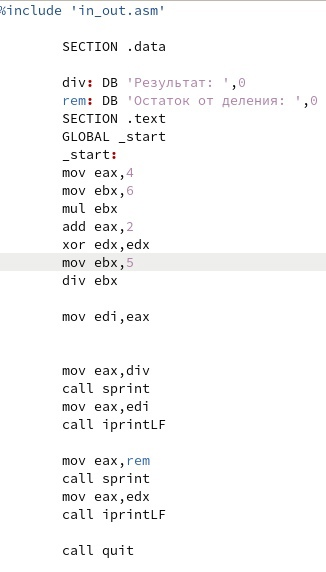 %include 'in_out.asm'
SECTION .data
div: DB 'Результат: ',0
rem: DB 'Остаток от деления: ',0
SECTION .text
GLOBAL _start
_start:
mov eax,4
mov ebx,6
mul ebx
add eax,2
xor edx,edx
mov ebx,5
div ebx
mov edi,eax
mov eax,div
call sprint
mov eax,edi
call iprintLF
mov eax,rem
call sprint
mov eax,edx
call iprintLF
call quit